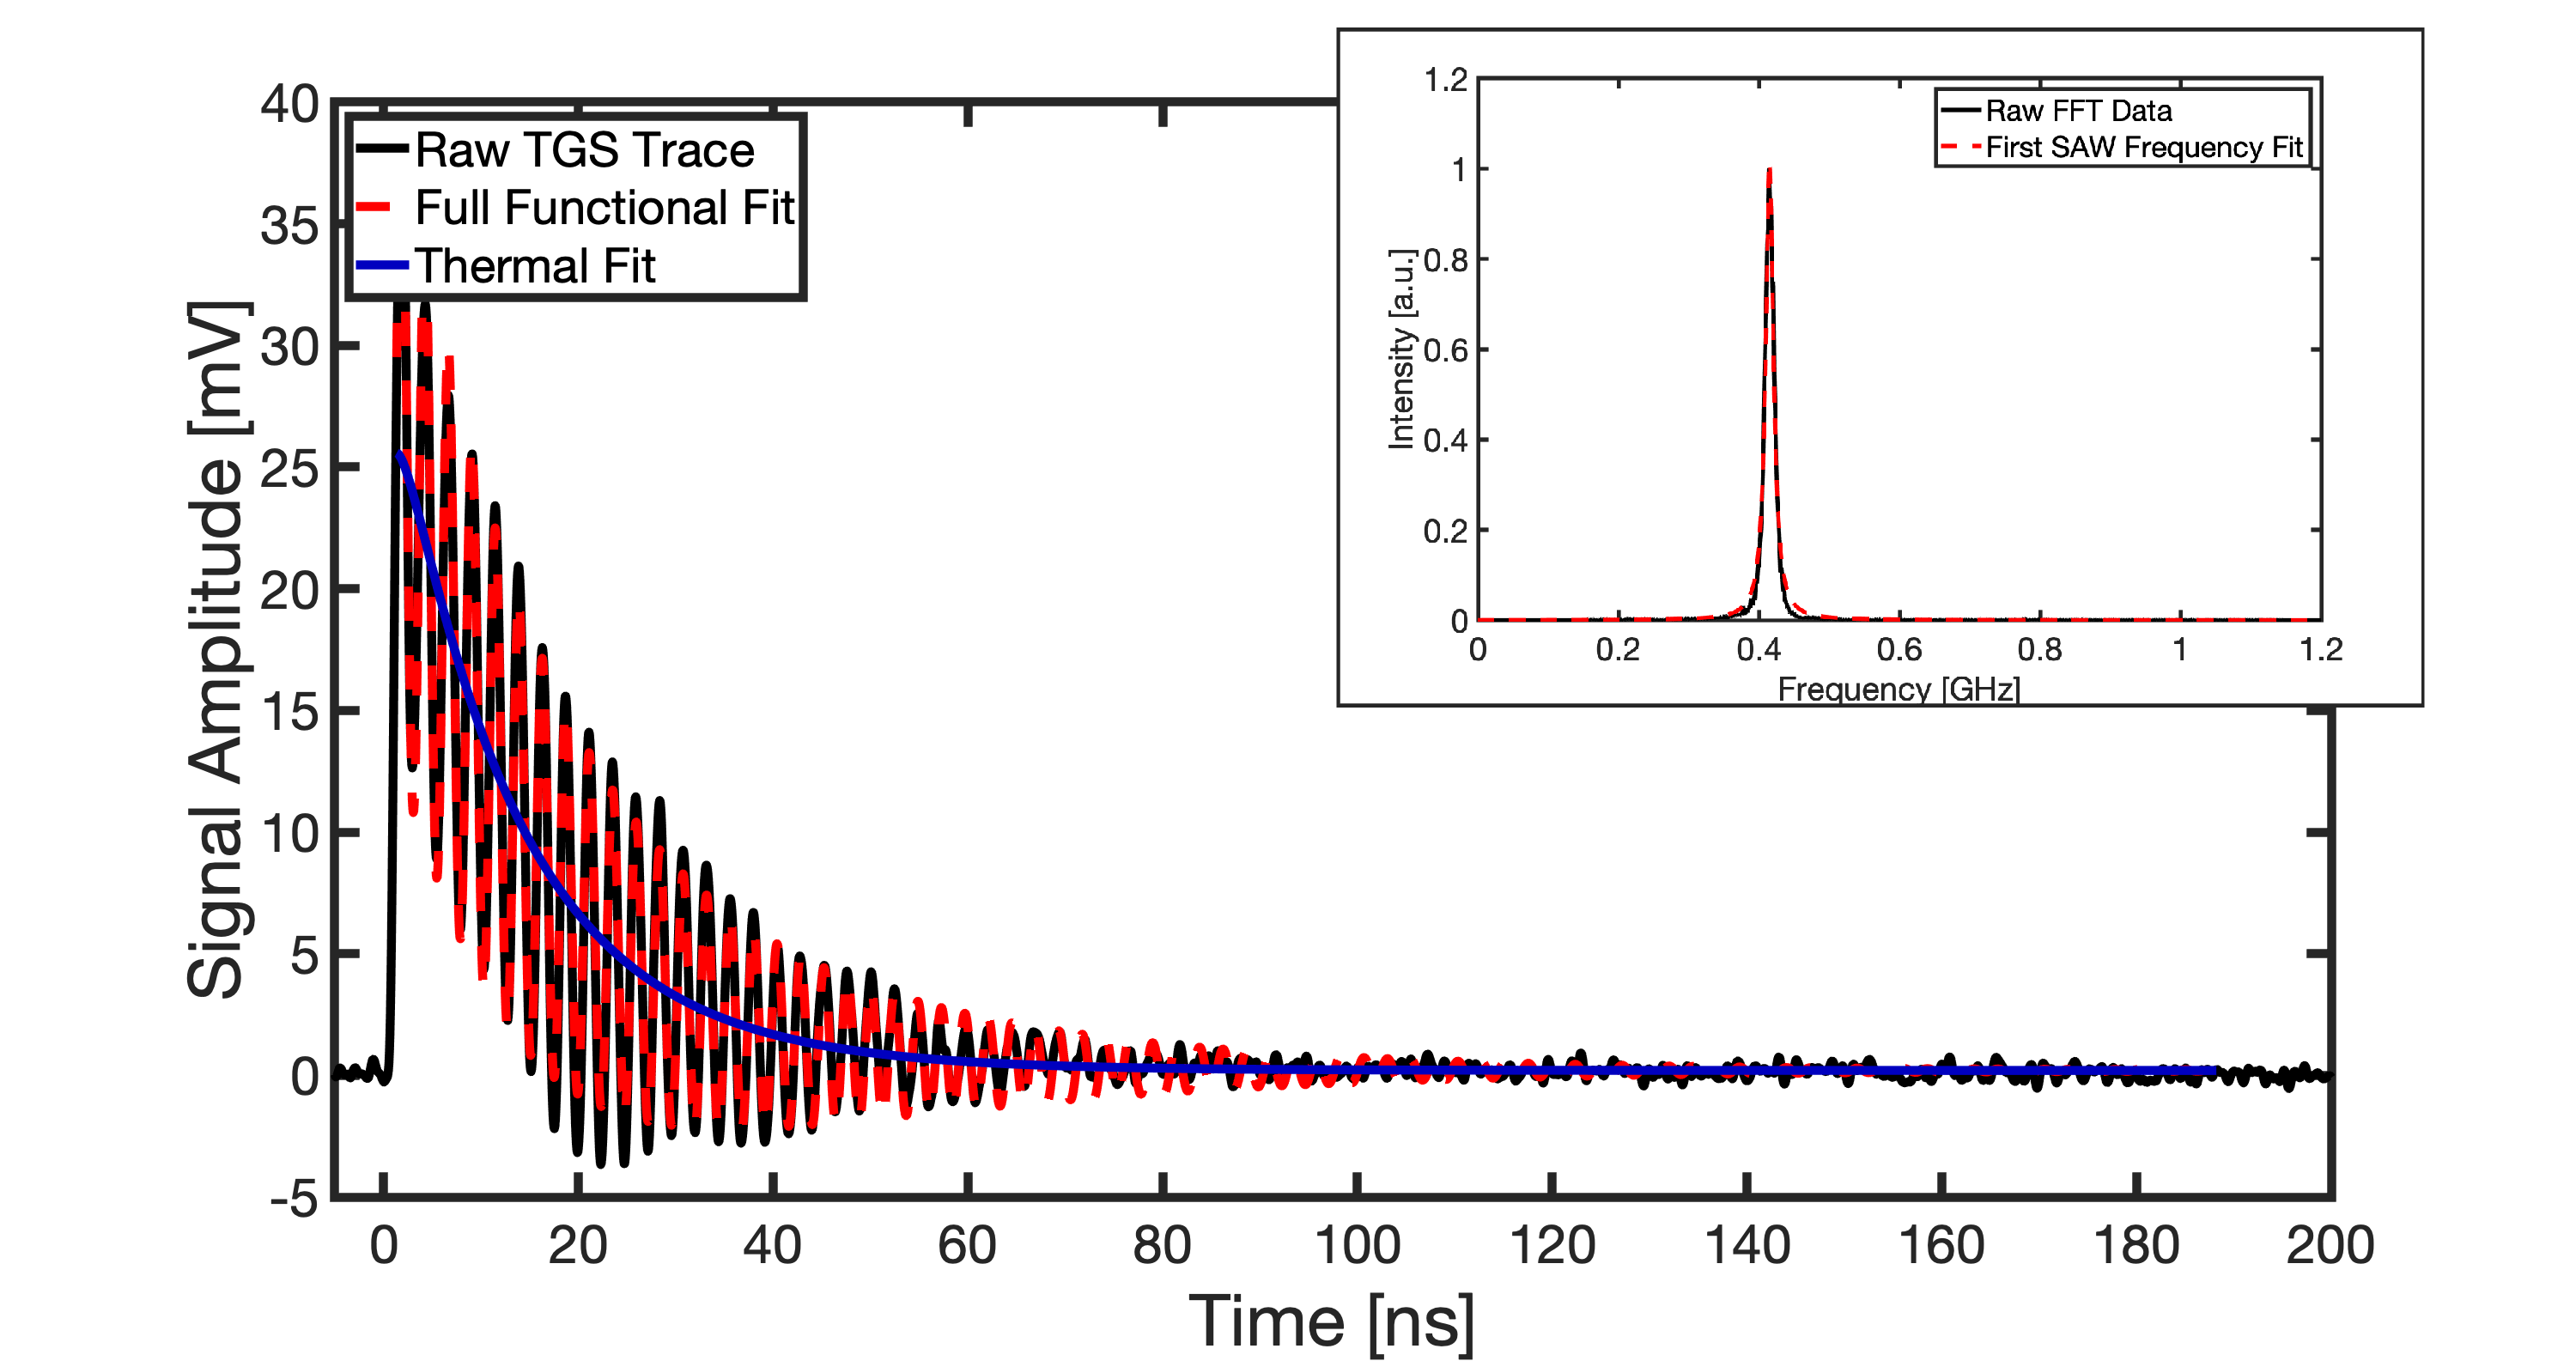 40
35
30
25
20
15
10
5
0
-5
Signal Amplitude [mV]
Raw TGS Trace
Full Functional Fit
Thermal Fit
0 20 40 60 80 100 120 140 160 180 200
Time [ns]
1.2
1
0.8
0.6
0.4
0.2
0
Intensity [a.u.]
Raw FFT Data
First SAW Frequency Fit
0 0.2 0.4 0.6 0.8 1 1.2
Frequency [GHz]